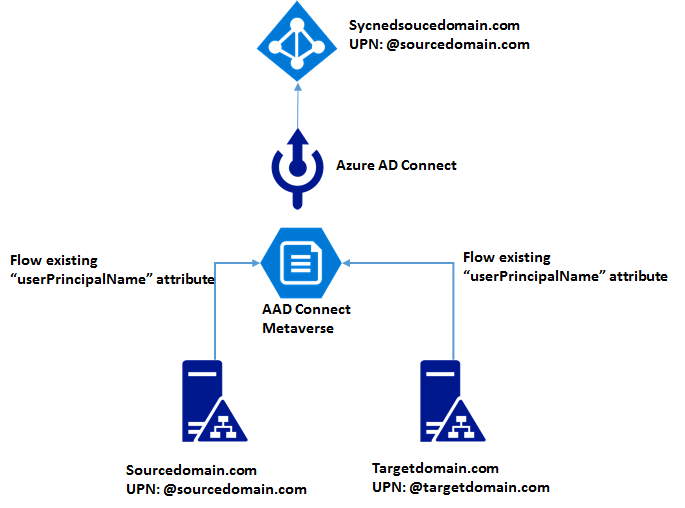 Sycnedsoucedomain.com
UPN: @sourcedomain.com
Azure AD Connect
Flow existing
“userPrincipalName” attribute
Flow existing
“userPrincipalName” attribute
AAD Connect
Metaverse
Sourcedomain.com
UPN: @sourcedomain.com
Targetdomain.com
UPN: @targetdomain.com